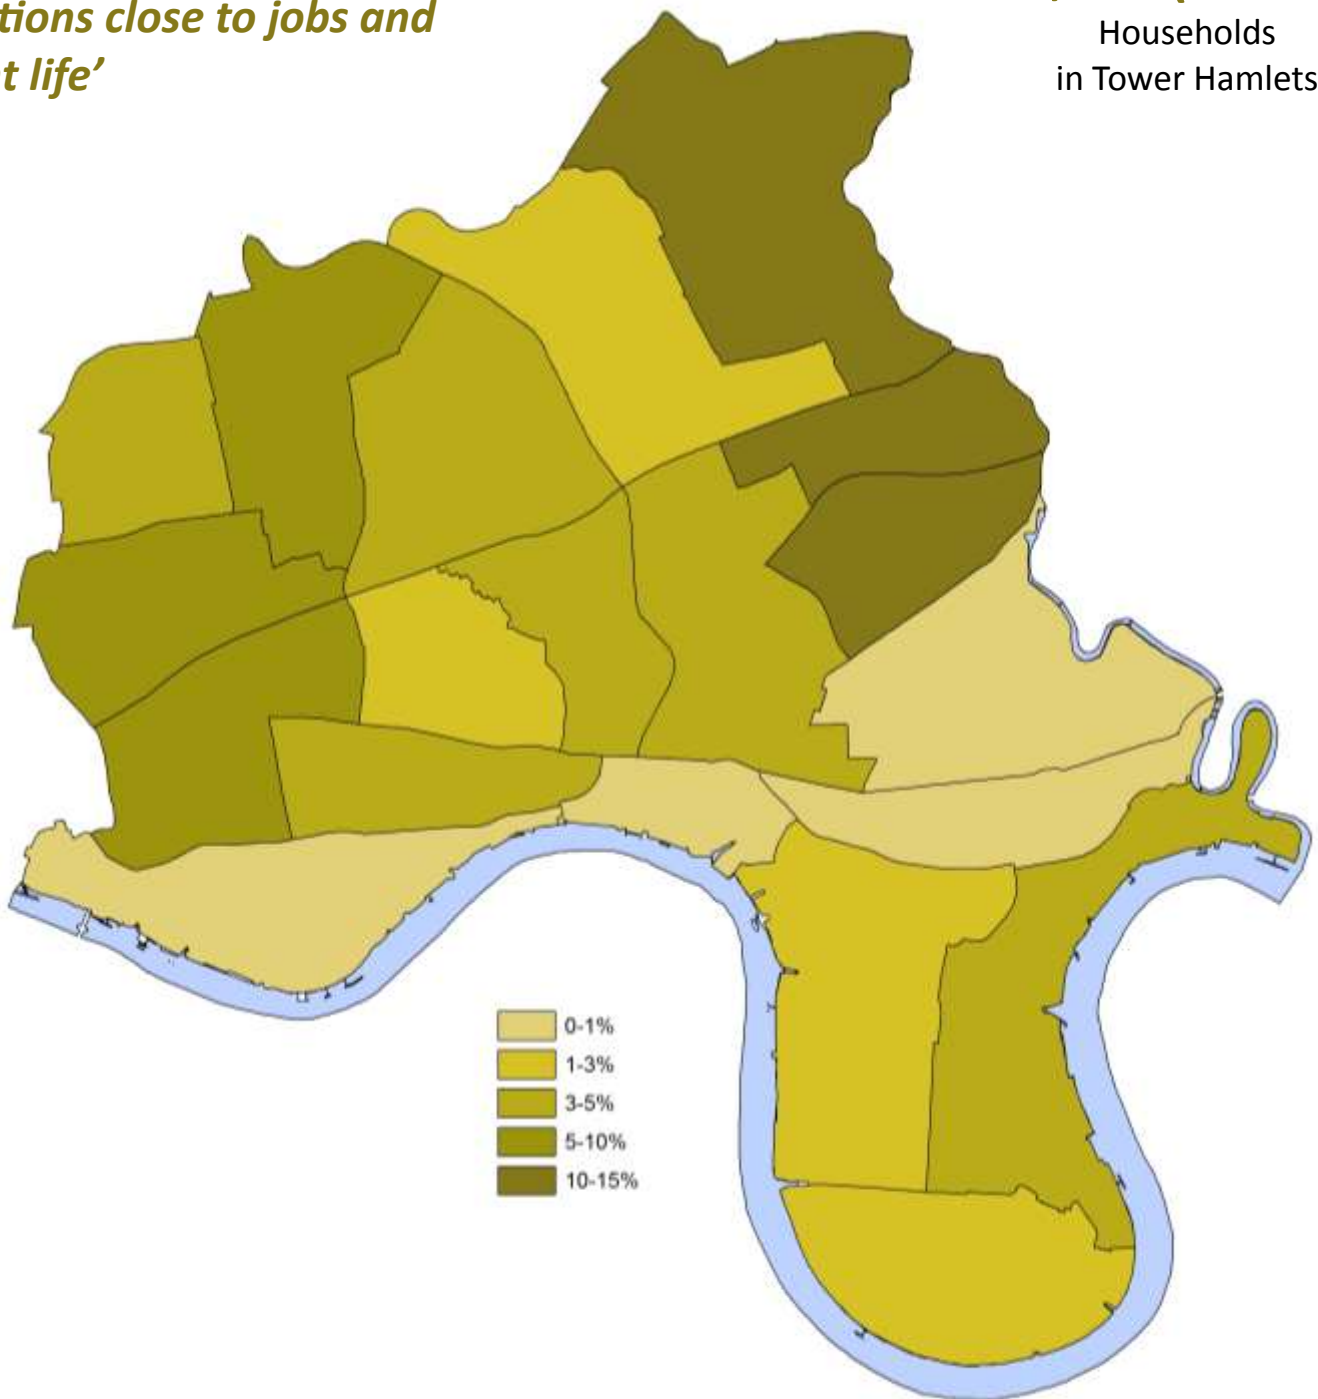 tions close to jobs and
t life’
Households
in Tower Hamlets
0-1%
1-3%
3-5%
5-10%
10-15%